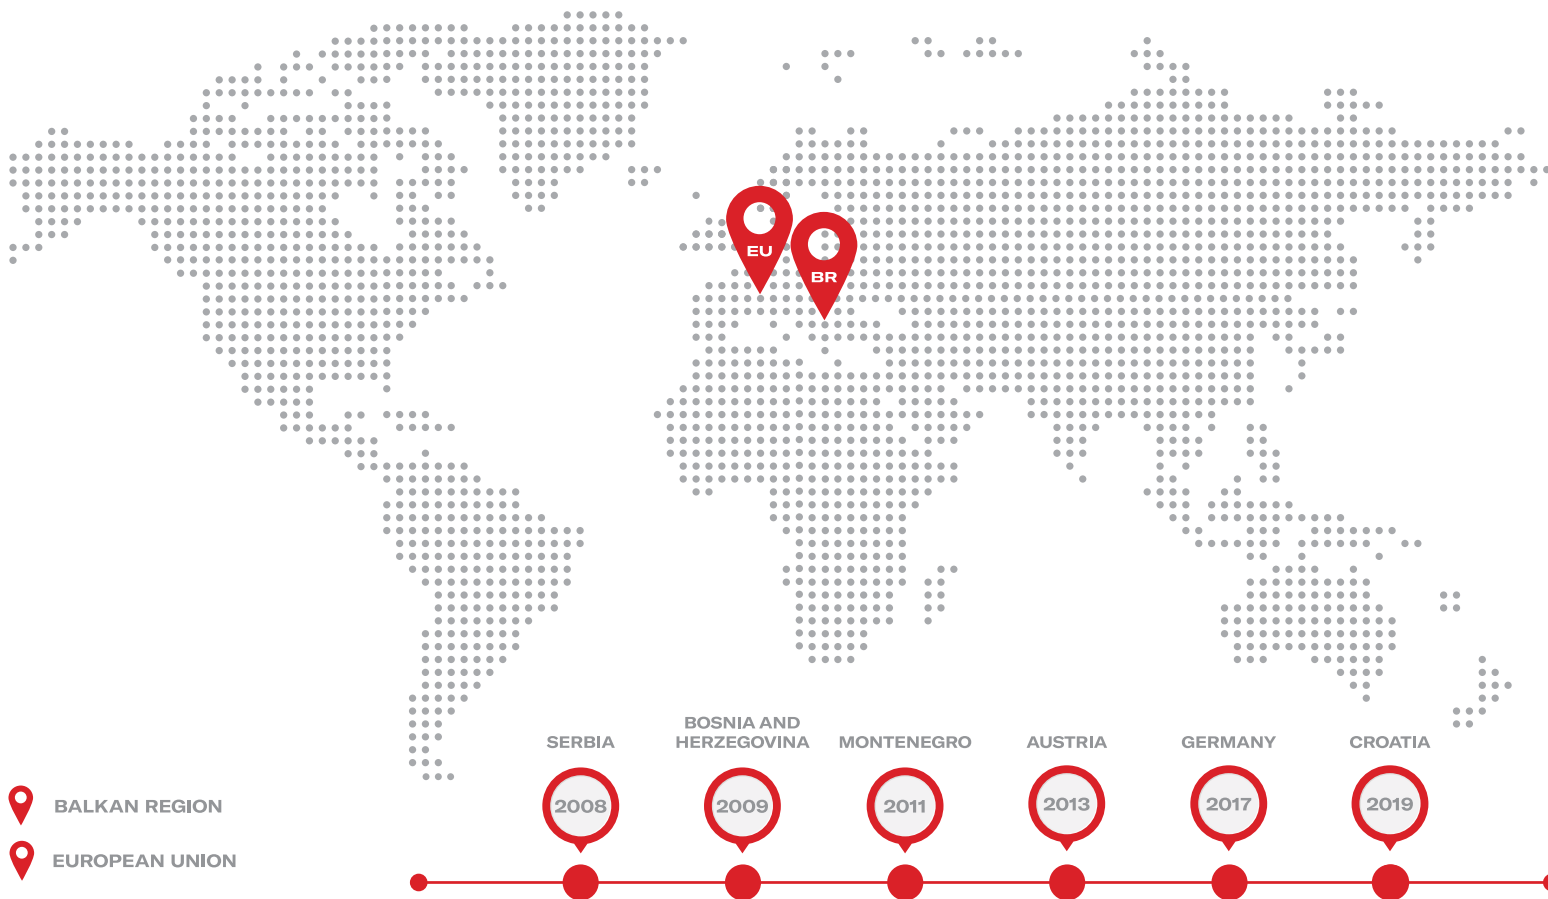 EU
BR
SERBIA
BOSNIA AND
HERZEGOVINA
MONTENEGRO
AUSTRIA
GERMANY
CROATIA
2008
2009
2011
2013
2017
2019
BALKAN REGION
EUROPEAN UNION